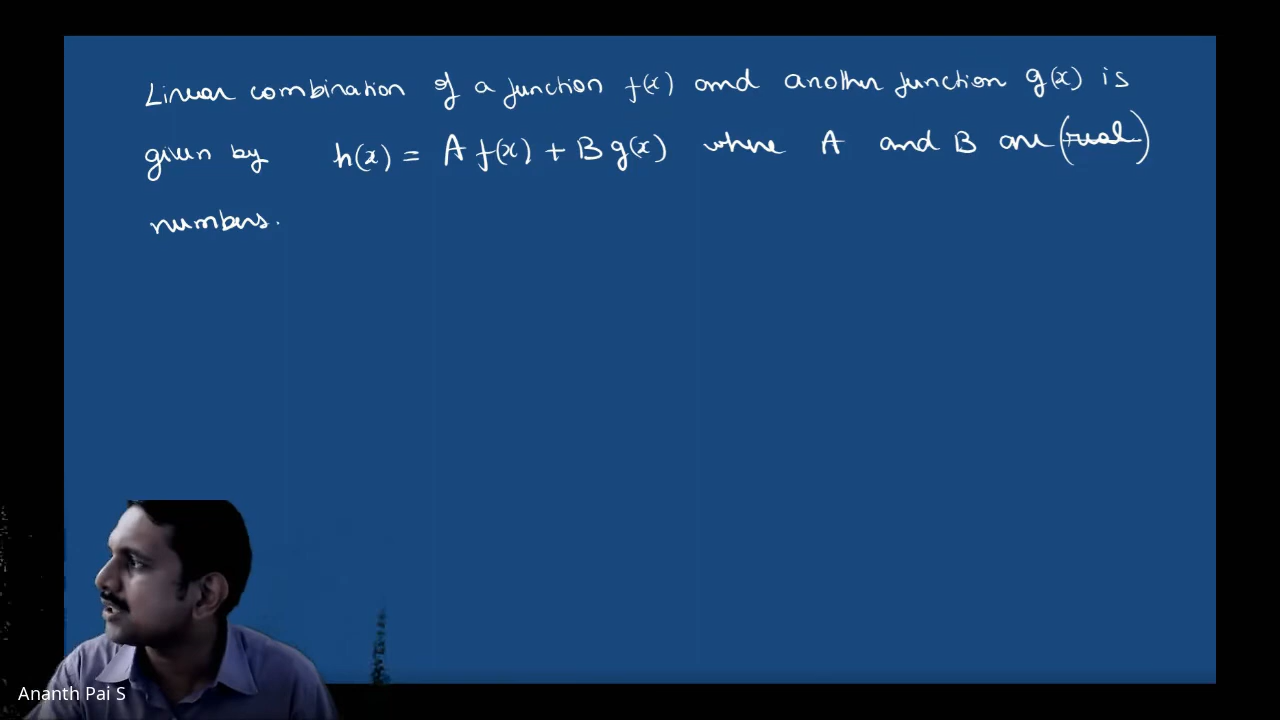 Linear combination of a function f(x) and another function g(x) is
given by h(x) = A f(x) + B g(x) where A and B are (real)
numbers.
Ananth Pai S